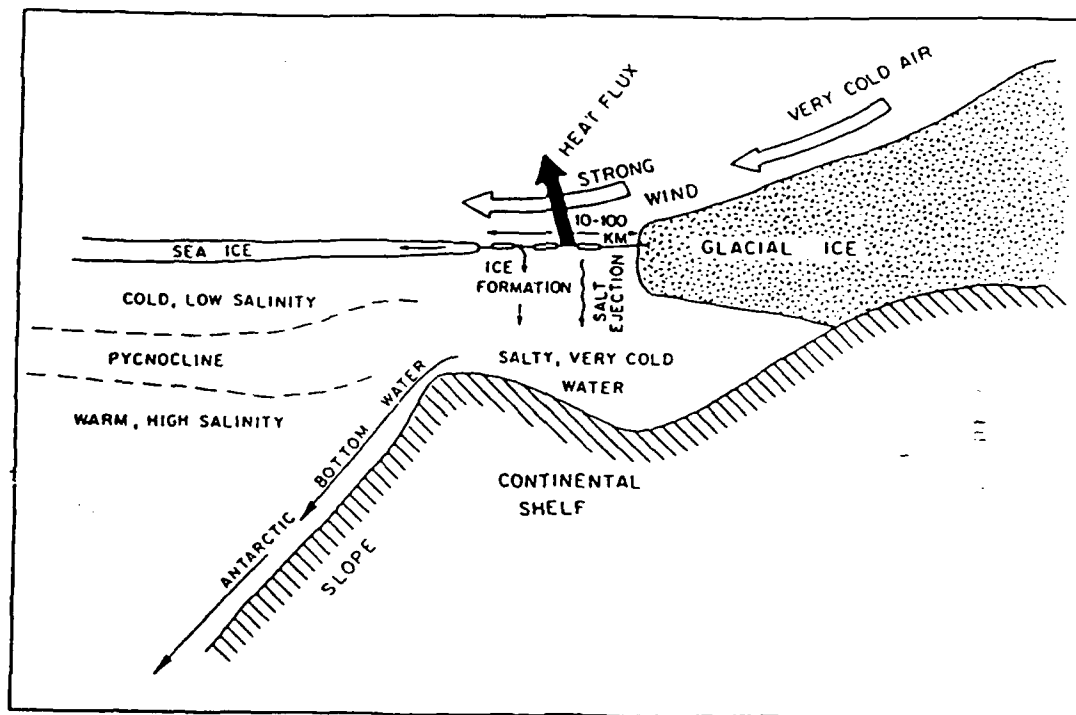 VERY COLD AIR
HEAT FLUX
STRONG
WIND
10-100
KM
SEA ICE
GLACIAL ICE
ICE
FORMATION
SALT
EJECTION
COLD, LOW SALINITY
PYCNOCLINE
SALTY, VERY COLD
WATER
WARM, HIGH SALINITY
ANTARCTIC BOTTOM WATER
CONTINENTAL
SHELF
SLOPE